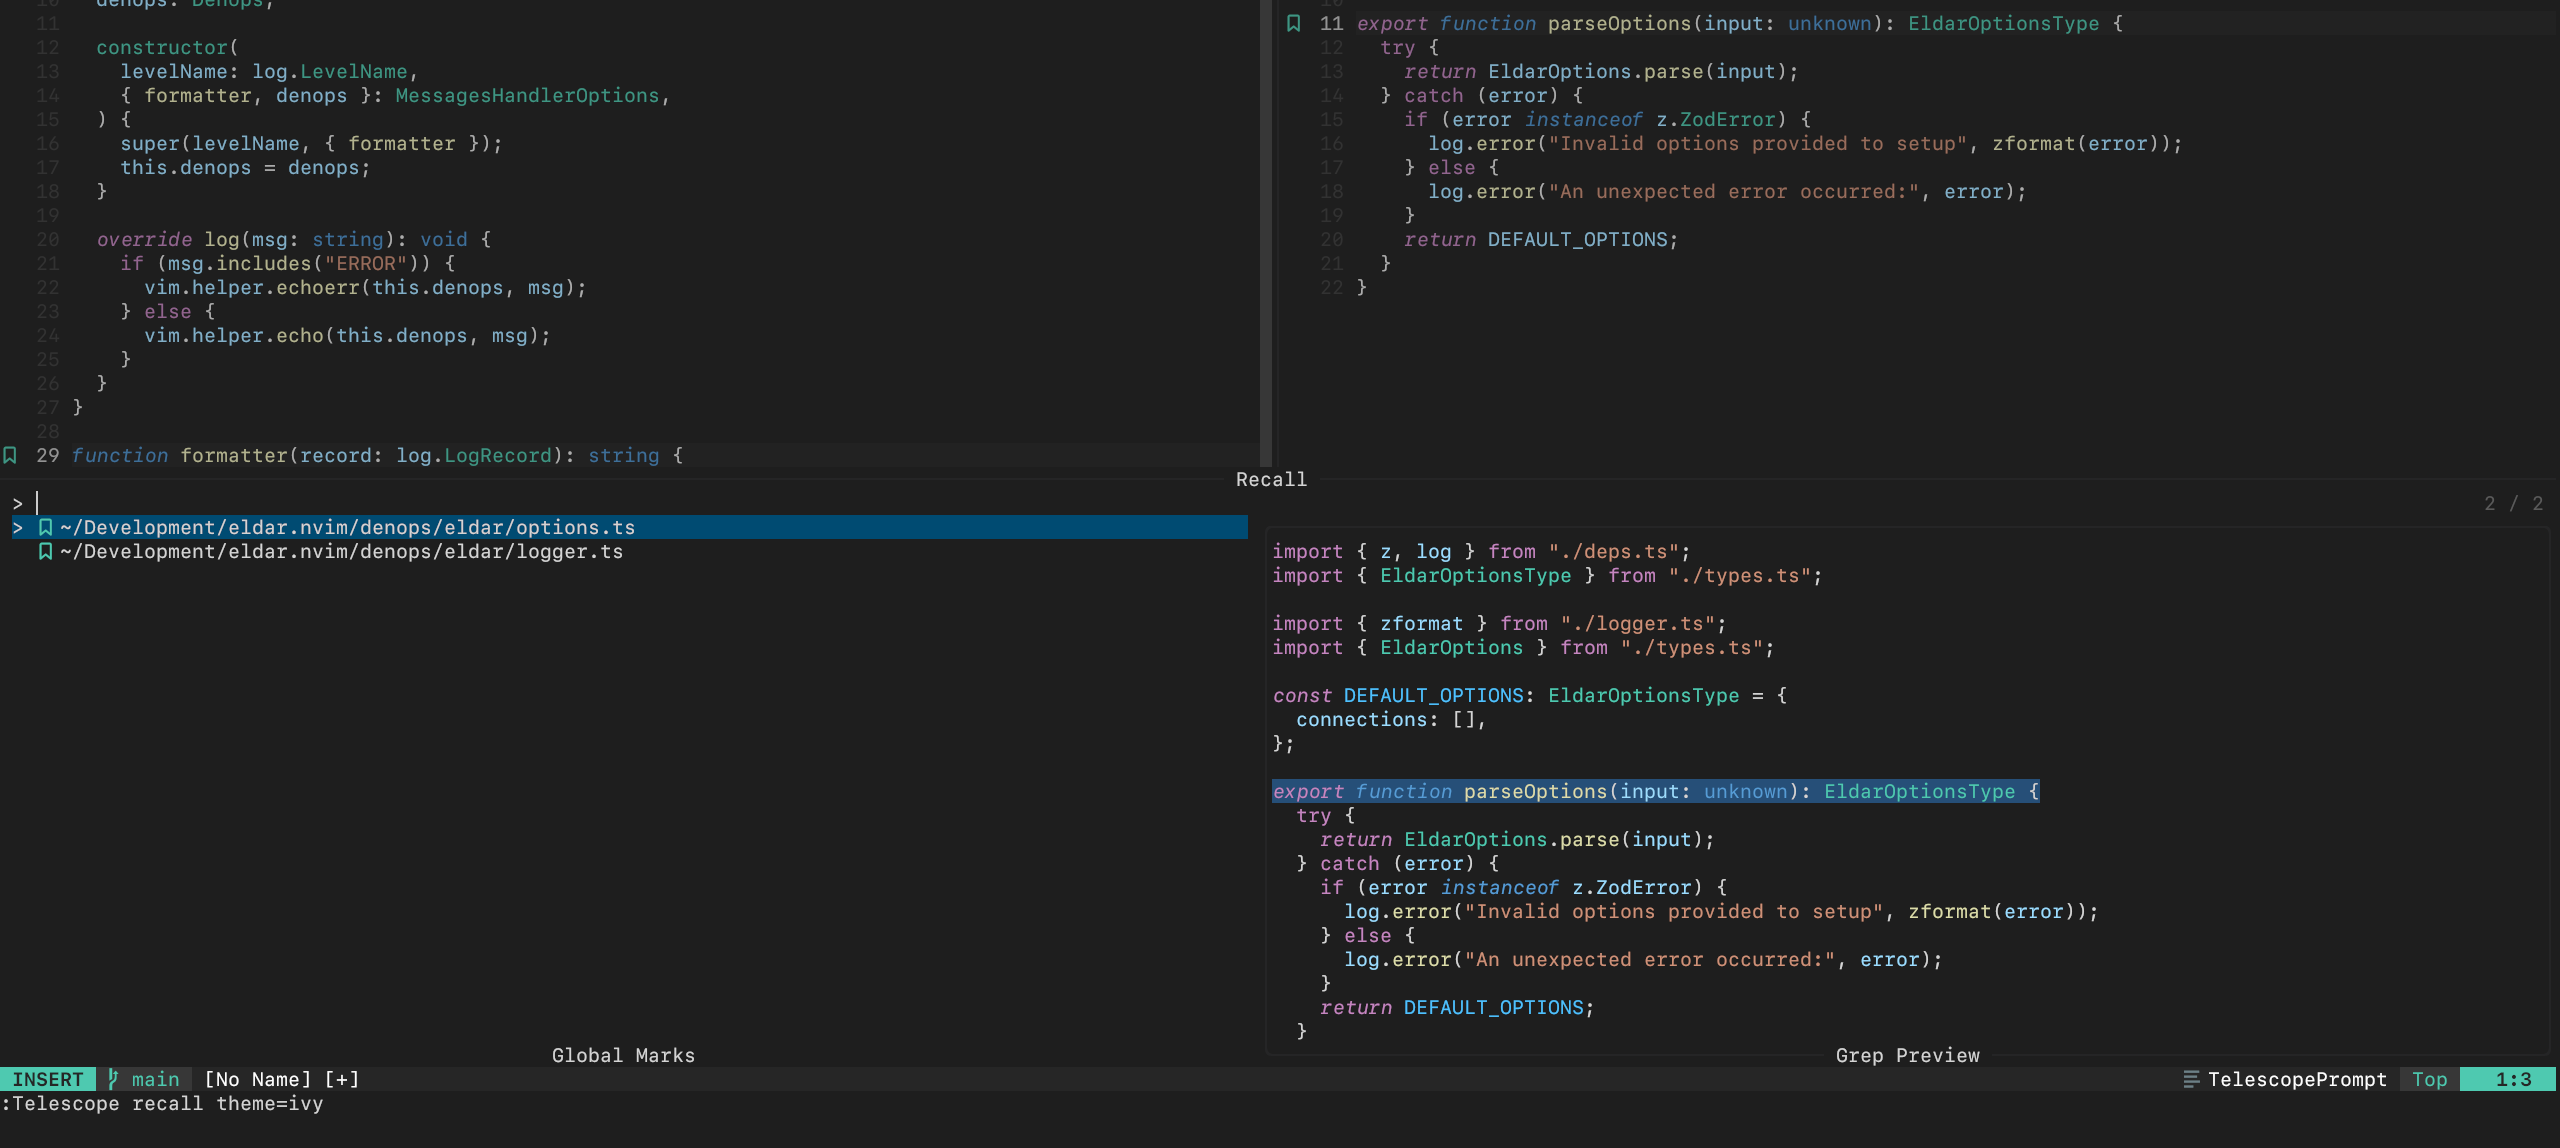 10   denops: Denops;
11
12   constructor(
13     levelName: log.LevelName,
14     { formatter, denops }: MessagesHandlerOptions,
15   ) {
16     super(levelName, { formatter });
17     this.denops = denops;
18   }
19
20   override log(msg: string): void {
21     if (msg.includes("ERROR")) {
22       vim.helper.echoerr(this.denops, msg);
23     } else {
24       vim.helper.echo(this.denops, msg);
25     }
26   }
27 }
28
29 function formatter(record: log.LogRecord): string {
10
11 export function parseOptions(input: unknown): EldarOptionsType {
12   try {
13     return EldarOptions.parse(input);
14   } catch (error) {
15     if (error instanceof z.ZodError) {
16       log.error("Invalid options provided to setup", zformat(error));
17     } else {
18       log.error("An unexpected error occurred:", error);
19     }
20     return DEFAULT_OPTIONS;
21   }
22 }
Recall
>
2 / 2
> ~/Development/eldar.nvim/denops/eldar/options.ts
~/Development/eldar.nvim/denops/eldar/logger.ts
Global Marks
import { z, log } from "./deps.ts";
import { EldarOptionsType } from "./types.ts";

import { zformat } from "./logger.ts";
import { EldarOptions } from "./types.ts";

const DEFAULT_OPTIONS: EldarOptionsType = {
  connections: [],
};

export function parseOptions(input: unknown): EldarOptionsType {
  try {
    return EldarOptions.parse(input);
  } catch (error) {
    if (error instanceof z.ZodError) {
      log.error("Invalid options provided to setup", zformat(error));
    } else {
      log.error("An unexpected error occurred:", error);
    }
    return DEFAULT_OPTIONS;
  }
Grep Preview
INSERT main [No Name] [+] TelescopePrompt Top 1:3
:Telescope recall theme=ivy